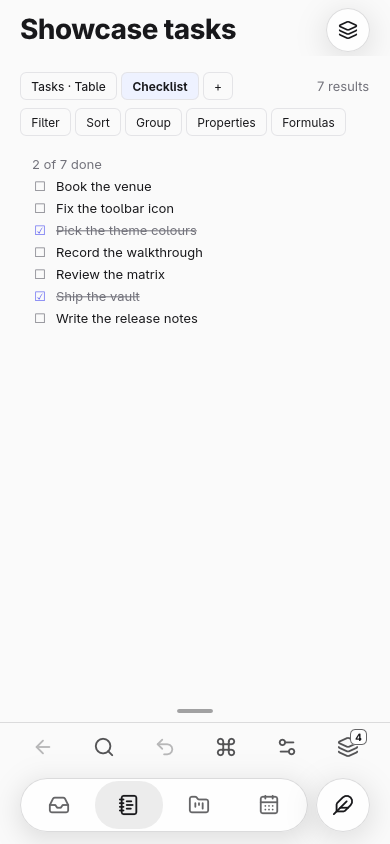 Showcase tasks
Tasks · Table
Checklist
+
7 results
Filter
Sort
Group
Properties
Formulas
2 of 7 done
Book the venue
Fix the toolbar icon
Pick the theme colours
Record the walkthrough
Review the matrix
Ship the vault
Write the release notes
4